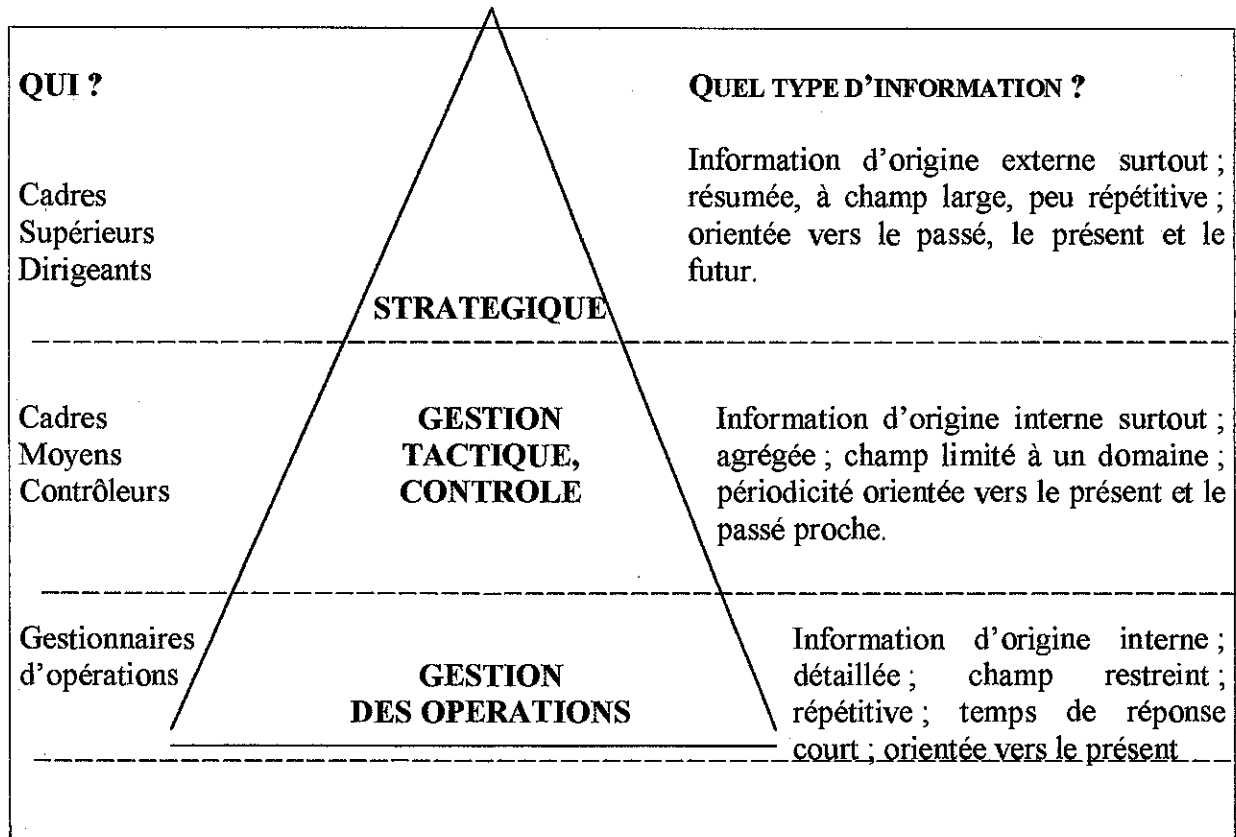 QUI ?
QUEL TYPE D'INFORMATION ?
Cadres
Supérieurs
Dirigeants
STRATEGIQUE
Information d'origine externe surtout ;
résumée, à champ large, peu répétitive ;
orientée vers le passé, le présent et le
futur.
Cadres
Moyens
Contrôleurs
GESTION
TACTIQUE,
CONTROLE
Information d'origine interne surtout ;
agrégée ; champ limité à un domaine ;
périodicité orientée vers le présent et le
passé proche.
Gestionnaires
d'opérations
GESTION
DES OPERATIONS
Information d'origine interne ;
détaillée ; champ restreint ;
répétitive ; temps de réponse
court ; orientée vers le présent